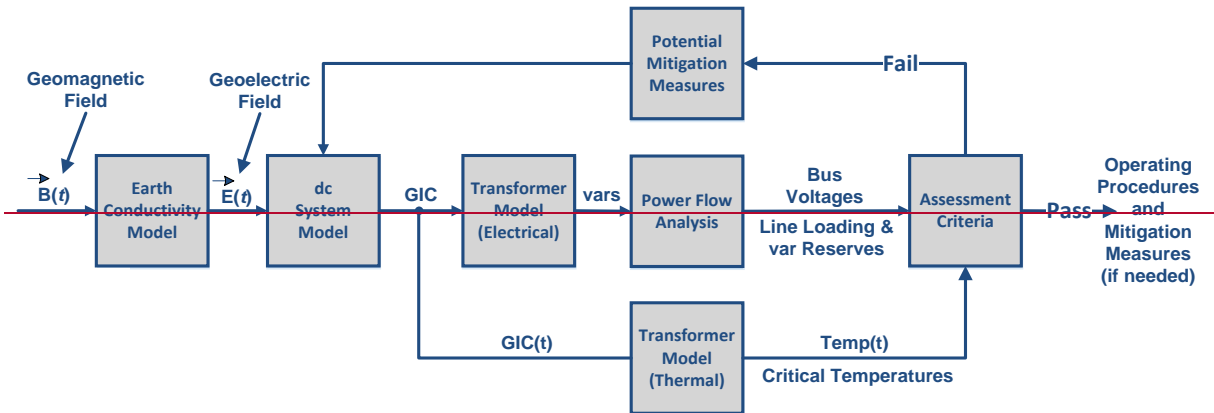 Geomagnetic
Field
Geoelectric
Field
Potential
Mitigation
Measures
Fail
B(t)
Earth
Conductivity
Model
E(t)
dc
System
Model
GIC
Transformer
Model
(Electrical)
vars
Power Flow
Analysis
Bus
Voltages
Line Loading &
var Reserves
Assessment
Criteria
Pass
Operating
Procedures
and
Mitigation
Measures
(if needed)
GIC(t)
Transformer
Model
(Thermal)
Temp(t)
Critical Temperatures